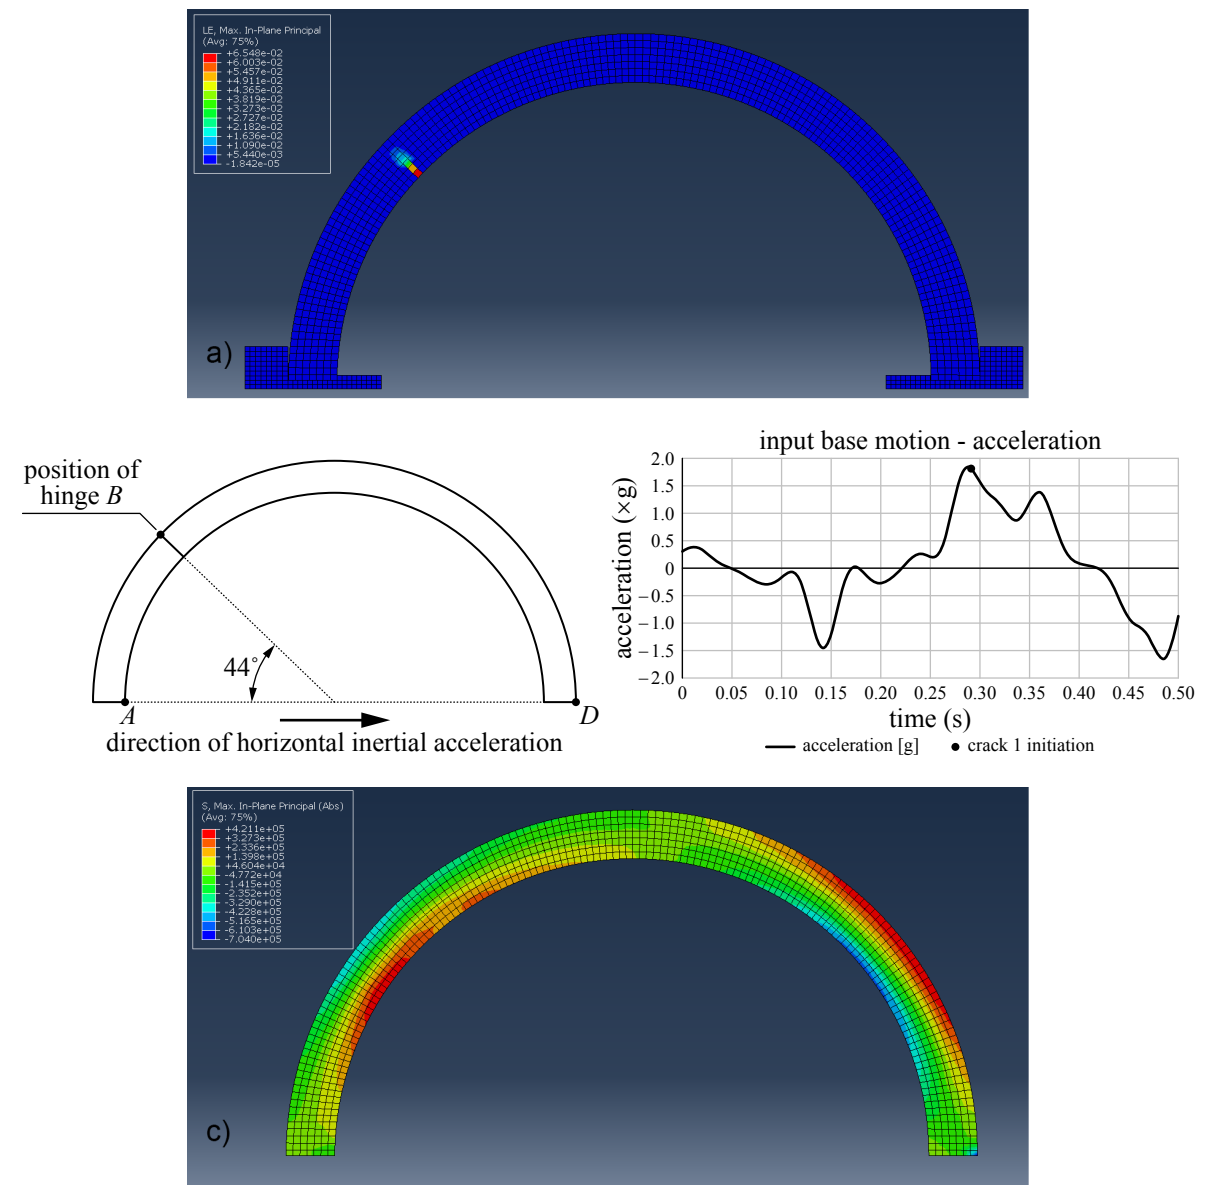 LE, Max. In-Plane Principal
(Avg: 75%)
+6.548e-02
+6.003e-02
+5.457e-02
+4.911e-02
+4.365e-02
+3.819e-02
+3.273e-02
+2.727e-02
+2.182e-02
+1.636e-02
+1.090e-02
+5.440e-03
-1.842e-05
a)
position of
hinge B
44°
A
D
direction of horizontal inertial acceleration
input base motion - acceleration
acceleration (×g)
2.0
1.5
1.0
0.5
0
−0.5
−1.0
−1.5
−2.0
0 0.05 0.10 0.15 0.20 0.25 0.30 0.35 0.40 0.45 0.50
time (s)
acceleration [g] crack 1 initiation
S, Max. In-Plane Principal (Abs)
(Avg: 75%)
+4.211e+05
+3.273e+05
+2.336e+05
+1.398e+05
+4.604e+04
-4.772e+04
-1.415e+05
-2.352e+05
-3.290e+05
-4.228e+05
-5.165e+05
-6.103e+05
-7.040e+05
c)